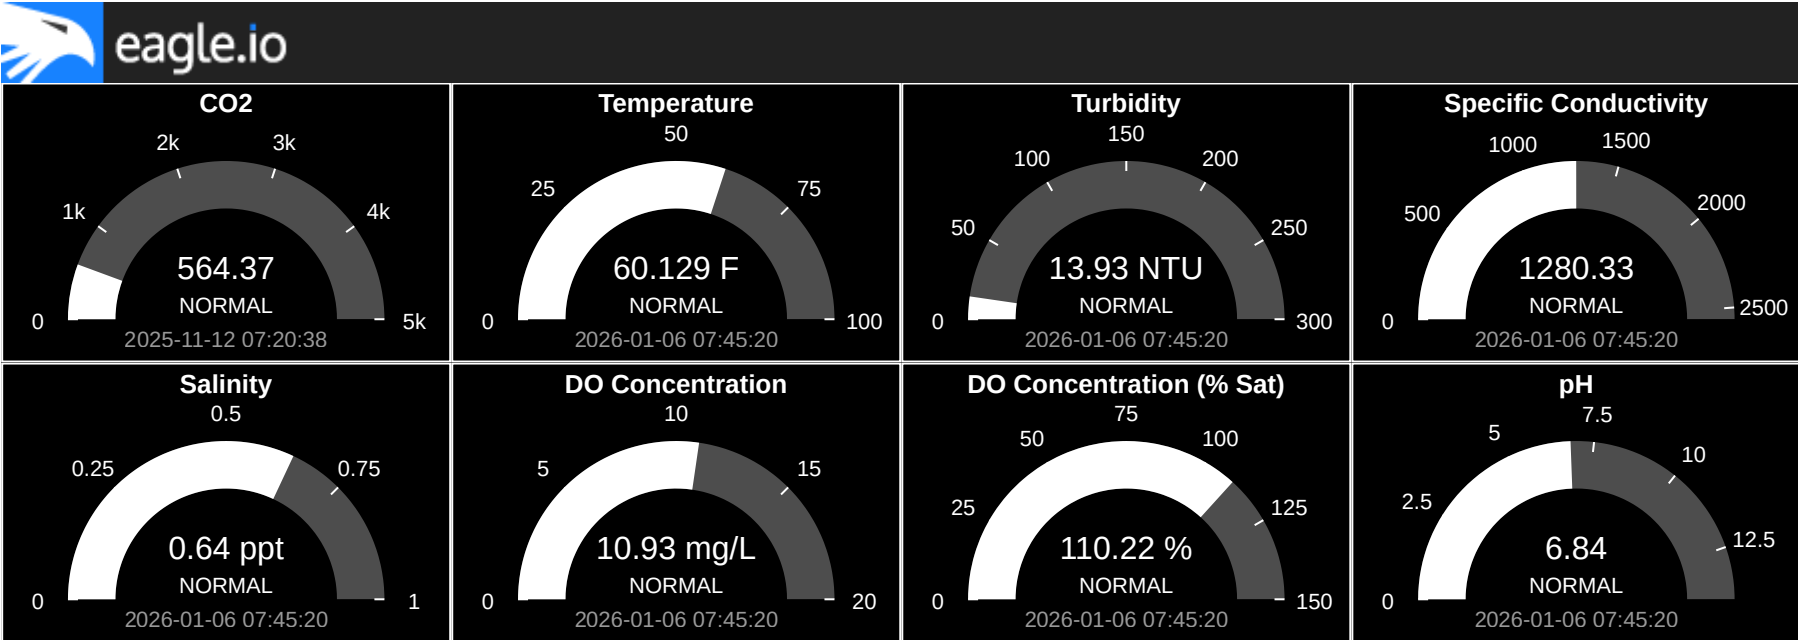 eagle.io
CO2
2k 3k
1k 4k
0 5k
564.37
NORMAL
2025-11-12 07:20:38
Temperature
50
25 75
0 100
60.129 F
NORMAL
2026-01-06 07:45:20
Turbidity
150
100 200
50 250
0 300
13.93 NTU
NORMAL
2026-01-06 07:45:20
Specific Conductivity
1000 1500
500 2000
0 2500
1280.33
NORMAL
2026-01-06 07:45:20
Salinity
0.5
0.25 0.75
0 1
0.64 ppt
NORMAL
2026-01-06 07:45:20
DO Concentration
10
5 15
0 20
10.93 mg/L
NORMAL
2026-01-06 07:45:20
DO Concentration (% Sat)
75
50 100
25 125
0 150
110.22 %
NORMAL
2026-01-06 07:45:20
pH
7.5
5 10
2.5 12.5
0
6.84
NORMAL
2026-01-06 07:45:20